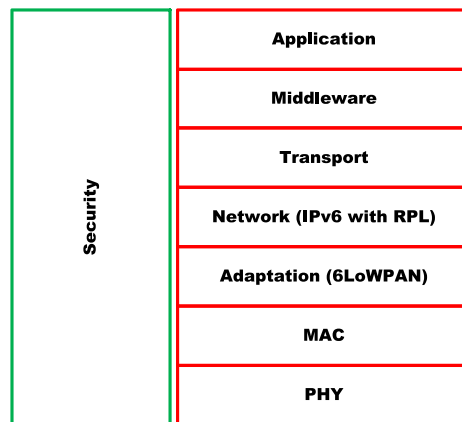 Security
Application
Middleware
Transport
Network (IPv6 with RPL)
Adaptation (6LoWPAN)
MAC
PHY